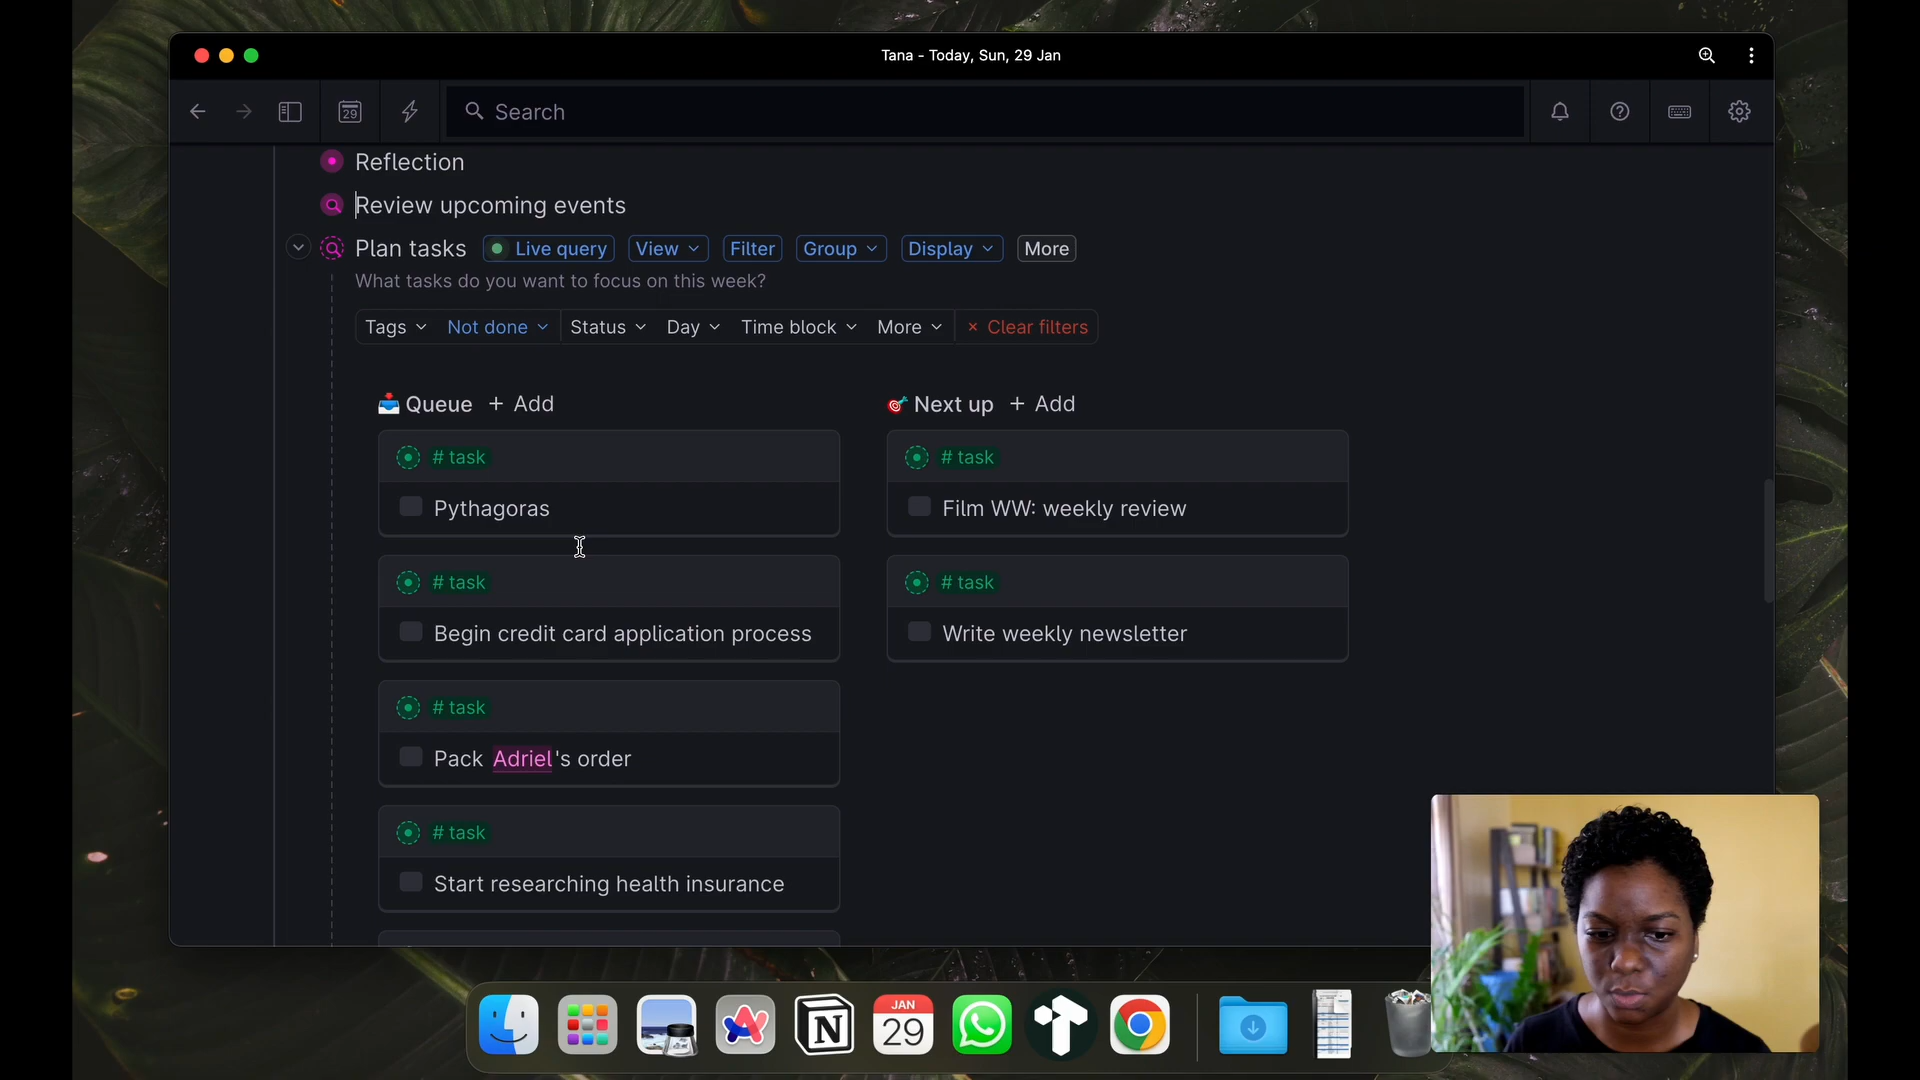 Tana - Today, Sun, 29 Jan
29
Search
Reflection
Review upcoming events
Plan tasks Live query View Filter Group Display More
What tasks do you want to focus on this week?
Tags Not done Status Day Time block More × Clear filters
Queue + Add
Next up + Add
# task
Pythagoras
# task
Film WW: weekly review
# task
Begin credit card application process
# task
Write weekly newsletter
# task
Pack Adriel's order
# task
Start researching health insurance
JAN
29